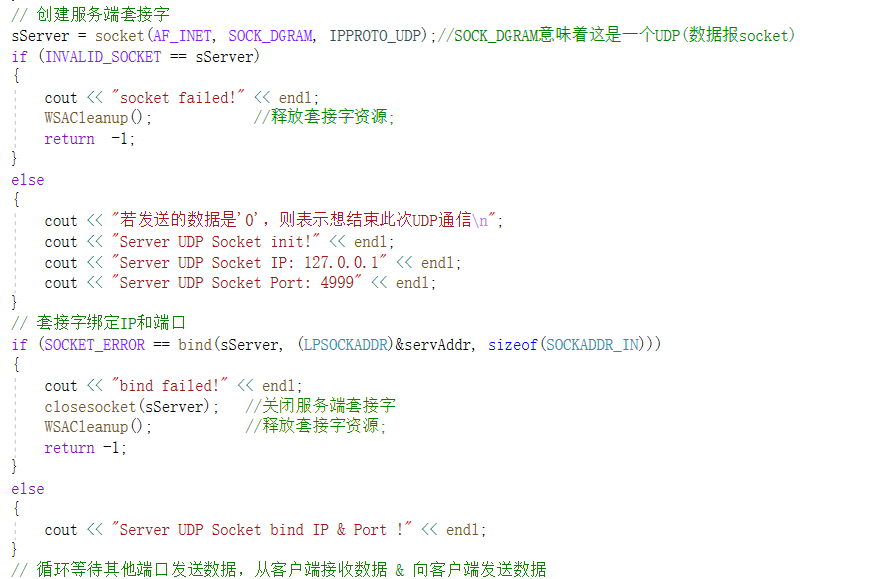 // 创建服务端套接字
sServer = socket(AF_INET, SOCK_DGRAM, IPPROTO_UDP);//SOCK_DGRAM意味着这是一个UDP(数据报socket)
if (INVALID_SOCKET == sServer)
{
    cout << "socket failed!" << endl;
    WSACleanup();            //释放套接字资源;
    return  -1;
}
else
{
    cout << "若发送的数据是'0', 则表示想结束此次UDP通信\n";
    cout << "Server UDP Socket init!" << endl;
    cout << "Server UDP Socket IP: 127.0.0.1" << endl;
    cout << "Server UDP Socket Port: 4999" << endl;
}
// 套接字绑定IP和端口
if (SOCKET_ERROR == bind(sServer, (LPSOCKADDR)&servAddr, sizeof(SOCKADDR_IN)))
{
    cout << "bind failed!" << endl;
    closesocket(sServer);   //关闭服务端套接字
    WSACleanup();           //释放套接字资源;
    return -1;
}
else
{
    cout << "Server UDP Socket bind IP & Port !" << endl;
}
// 循环等待其他端口发送数据, 从客户端接收数据 & 向客户端发送数据